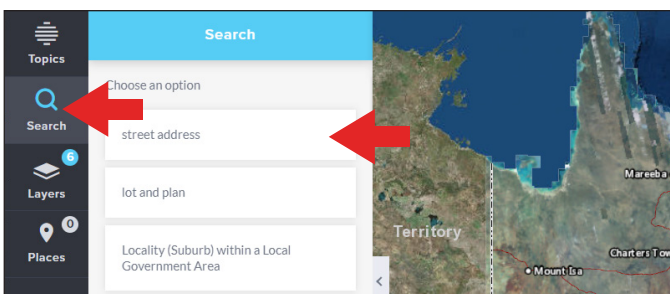 Topics
Search
6
Layers
0
Places
Search
Choose an option
street address
lot and plan
Locality (Suburb) within a Local
Government Area
<
Mareeba
Territory
Charters Tow
Mount Isa